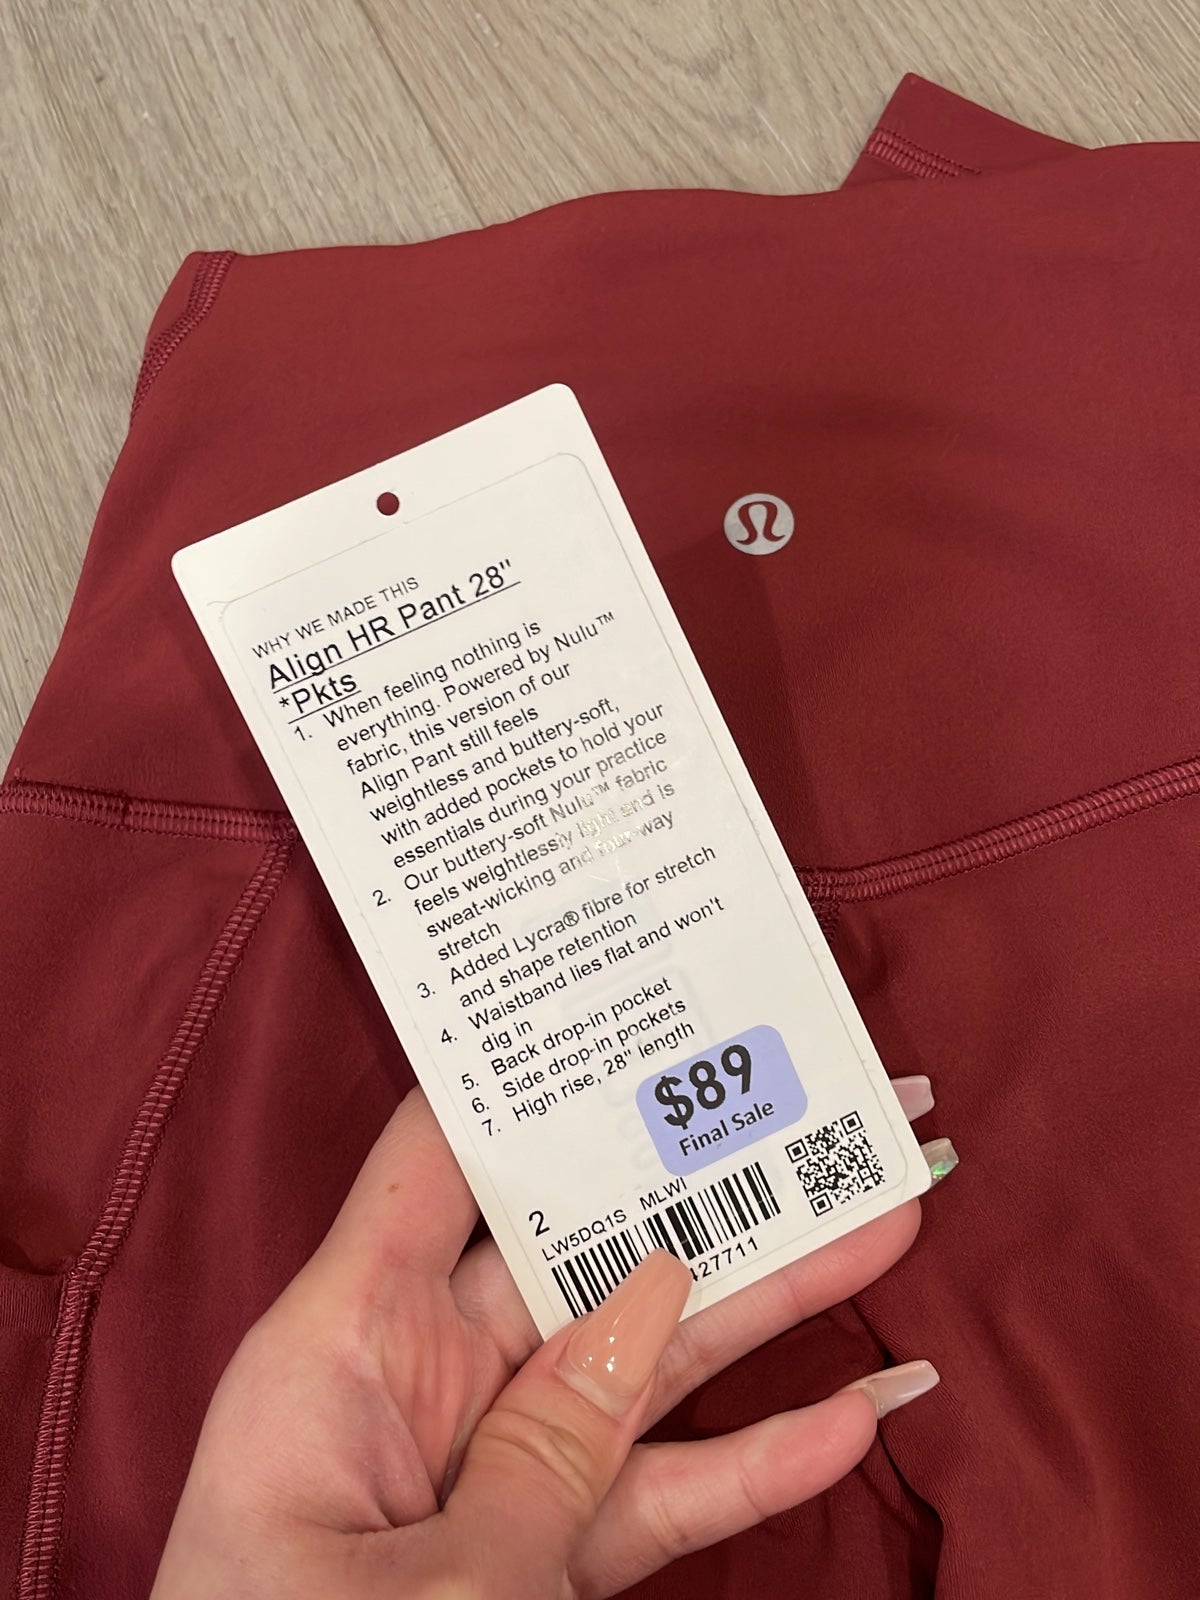 WHY WE MADE THIS
Align HR Pant 28"
*Pkts
1. When feeling nothing is
everything. Powered by Nulu™
fabric, this version of our
Align Pant still feels
weightless and buttery-soft,
with added pockets to hold your
essentials during your practice
2. Our buttery-soft Nulu™ fabric
feels weightlessly light and is
sweat-wicking and four-way
stretch
3. Added Lycra® fibre for stretch
and shape retention
4. Waistband lies flat and won't
dig in
5. Back drop-in pocket
6. Side drop-in pockets
7. High rise, 28" length
$89
Final Sale
2
LW5DQ1S MLWI
427711